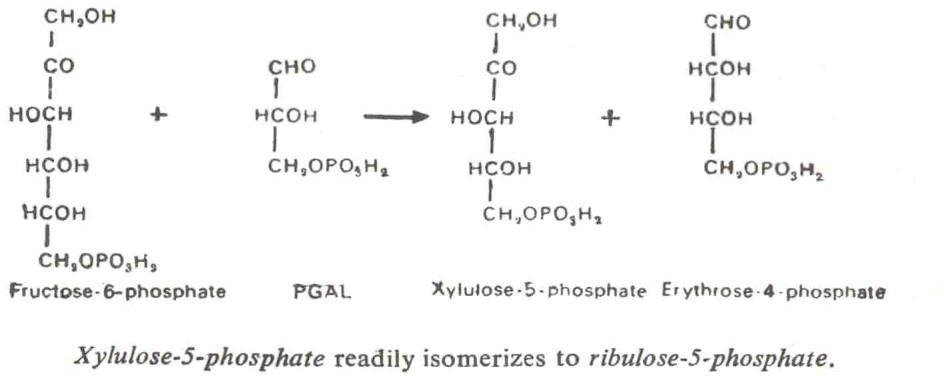 CH₂OH CH₂OH CHO
CO CHO CO HCOH
HOCH + HCOH → HOCH + HCOH
HCOH CH₂OPO₃H₂ HCOH CH₂OPO₃H₂
HCOH CH₂OPO₃H₂
CH₂OPO₃H₂
Fructose-6-phosphate PGAL Xylulose-5-phosphate Erythrose-4-phosphate
Xylulose-5-phosphate readily isomerizes to ribulose-5-phosphate.